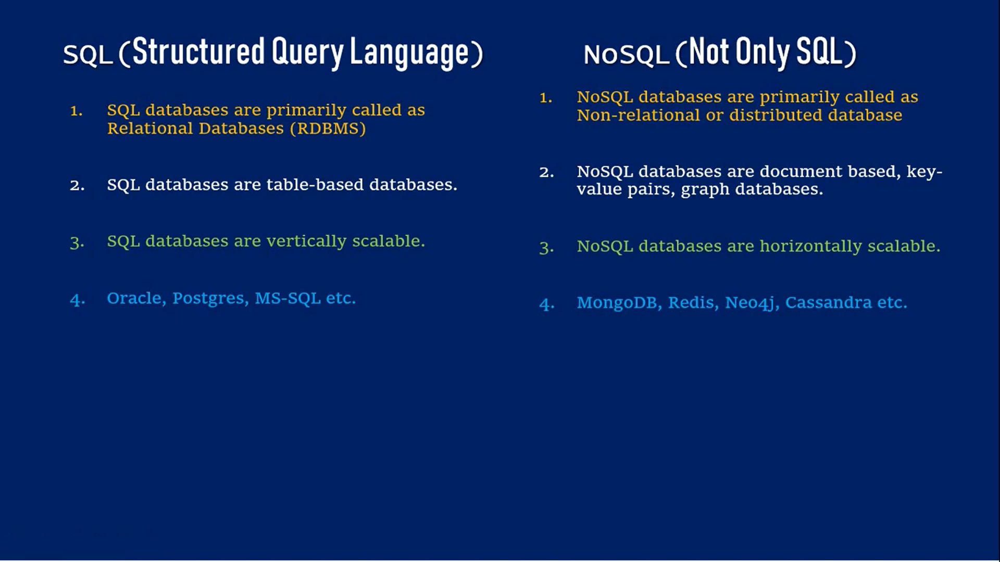 SQL (Structured Query Language)
1. SQL databases are primarily called as
Relational Databases (RDBMS)
2. SQL databases are table-based databases.
3. SQL databases are vertically scalable.
4. Oracle, Postgres, MS-SQL etc.
NoSQL (Not Only SQL)
1. NoSQL databases are primarily called as
Non-relational or distributed database
2. NoSQL databases are document based, key-
value pairs, graph databases.
3. NoSQL databases are horizontally scalable.
4. MongoDB, Redis, Neo4j, Cassandra etc.